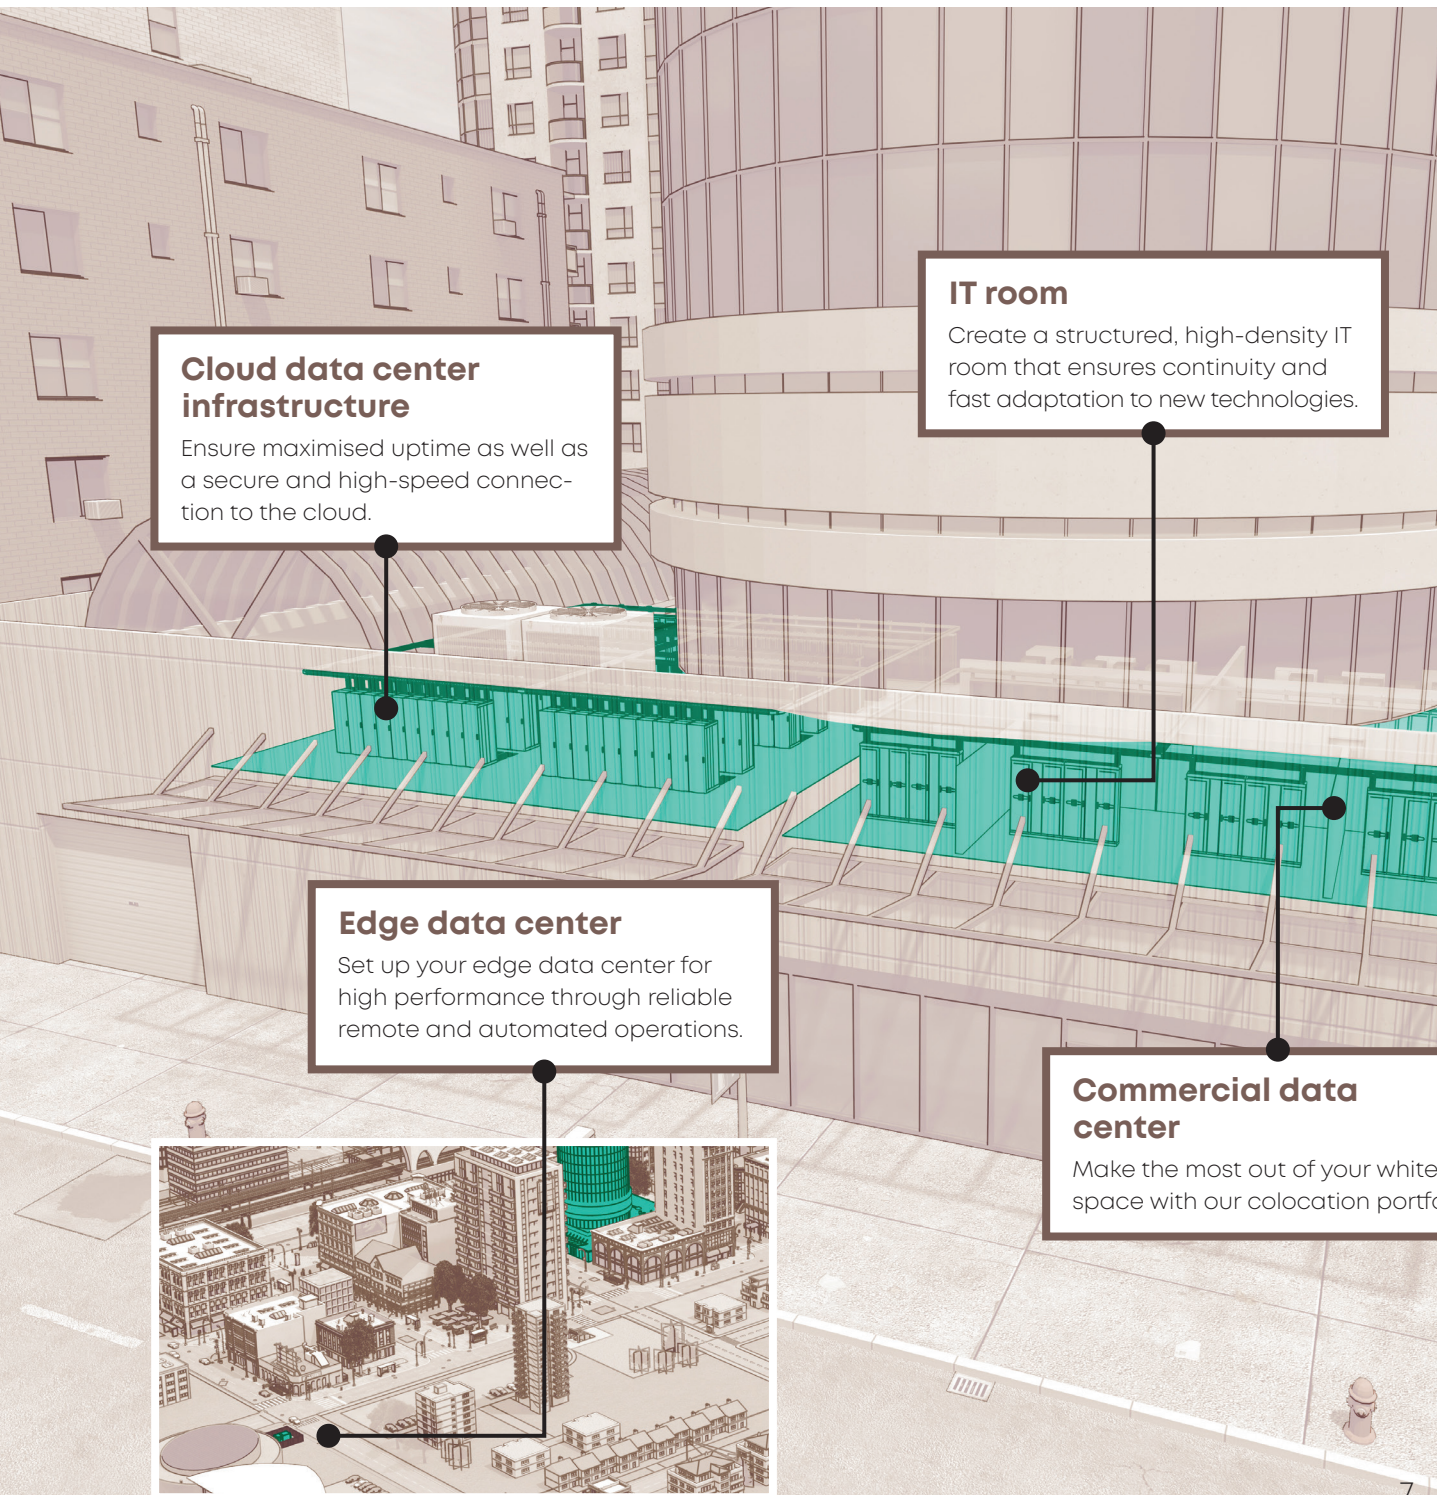 IT room
Create a structured, high-density IT
room that ensures continuity and
fast adaptation to new technologies.
Cloud data center
infrastructure
Ensure maximised uptime as well as
a secure and high-speed connec-
tion to the cloud.
Edge data center
Set up your edge data center for
high performance through reliable
remote and automated operations.
Commercial data
center
Make the most out of your white
space with our colocation
7